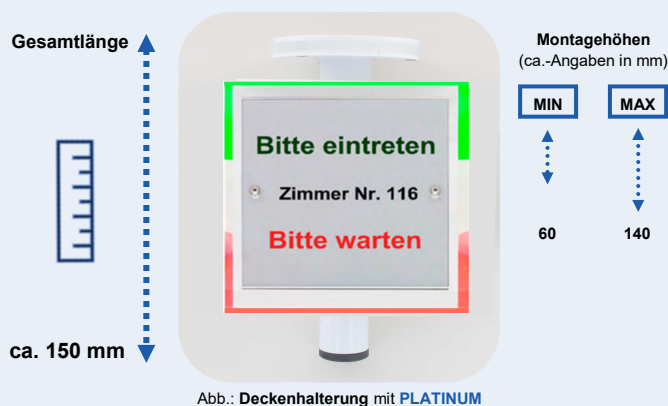 Gesamtlänge
ca. 150 mm
Bitte eintreten
Zimmer Nr. 116
Bitte warten
Montagehöhen
(ca.-Angaben in mm)
MIN MAX
60 140
Abb.: Deckenhalterung mit PLATINUM